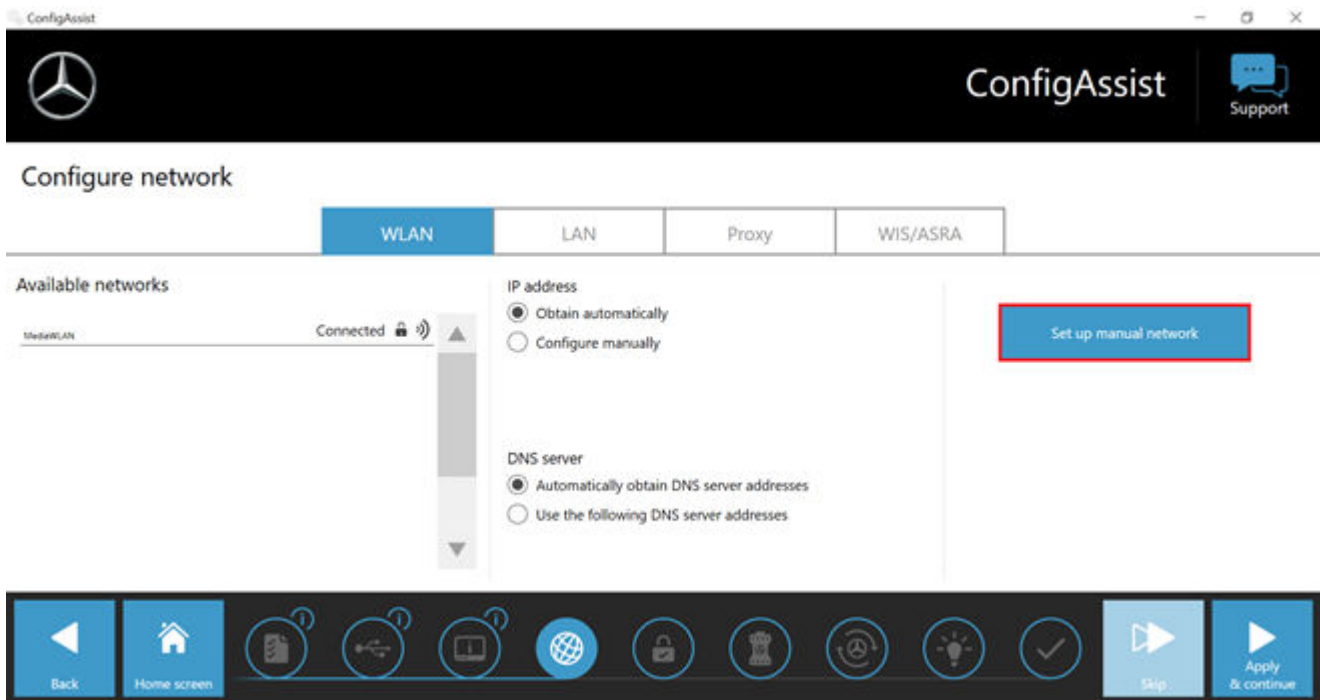 ConfigAssist
ConfigAssist
Support
Configure network
WLAN
LAN
Proxy
WIS/ASRA
Available networks
MediaWLAN
Connected
IP address
Obtain automatically
Configure manually
DNS server
Automatically obtain DNS server addresses
Use the following DNS server addresses
Set up manual network
Back
Home screen
Skip
Apply
& continue